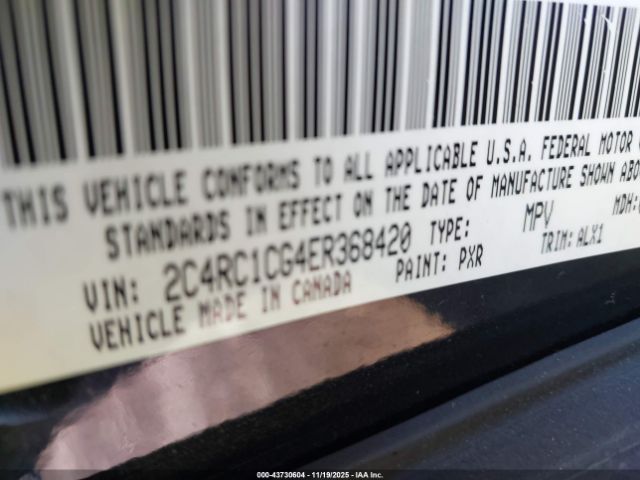 THIS VEHICLE CONFORMS TO ALL APPLICABLE U.S.A. FEDERAL MOTOR
STANDARDS IN EFFECT ON THE DATE OF MANUFACTURE SHOWN ABO
VIN: 2C4RC1CG4ER368420 TYPE: MPV MDH:
VEHICLE MADE IN CANADA PAINT: PXR TRIM: ALX1
000-43730604 - 11/19/2025 - IAA Inc.